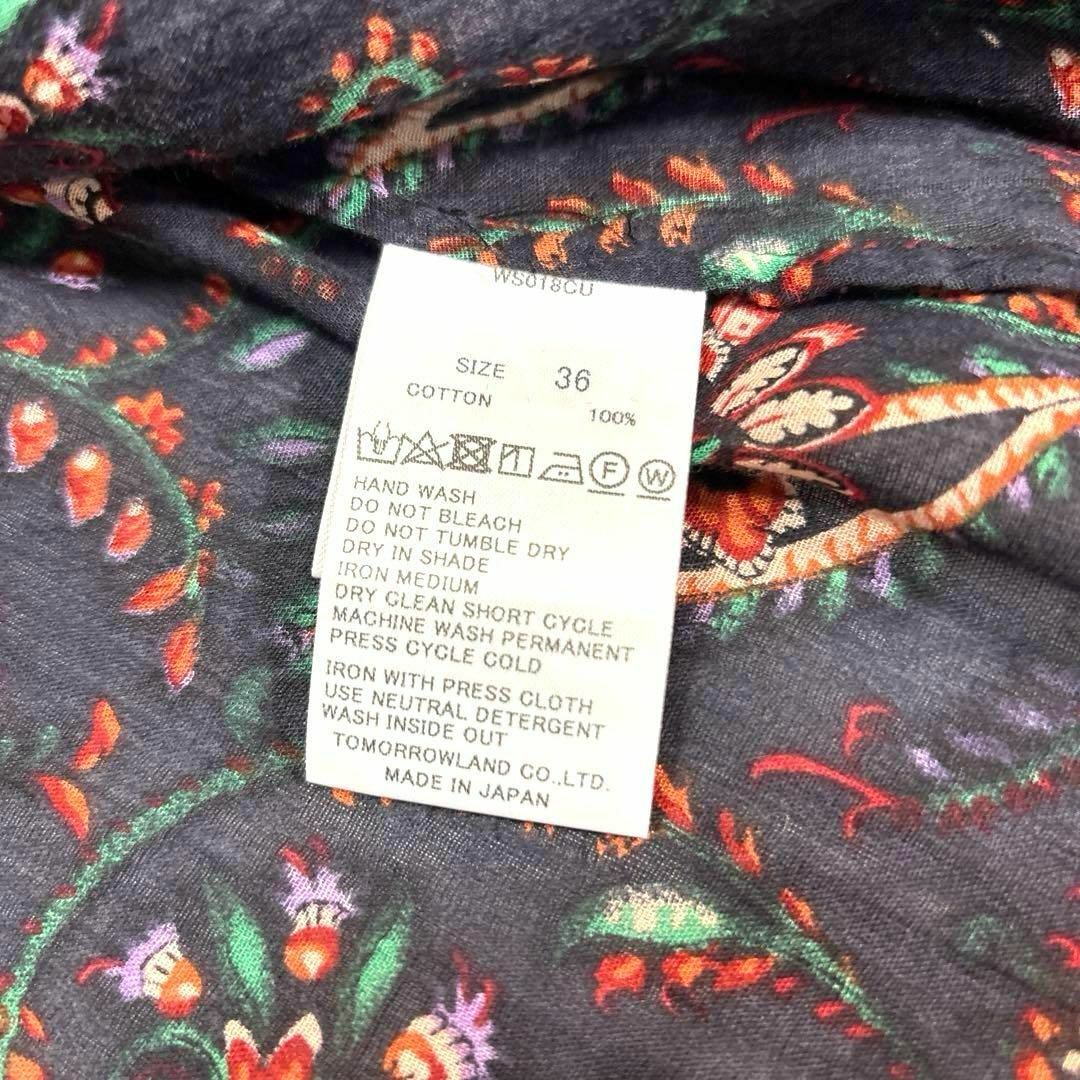 WS018CU
SIZE 36
COTTON 100%
F W
HAND WASH
DO NOT BLEACH
DO NOT TUMBLE DRY
DRY IN SHADE
IRON MEDIUM
DRY CLEAN SHORT CYCLE
MACHINE WASH PERMANENT
PRESS CYCLE COLD
IRON WITH PRESS CLOTH
USE NEUTRAL DETERGENT
WASH INSIDE OUT
TOMORROWLAND CO.,LTD.
MADE IN JAPAN